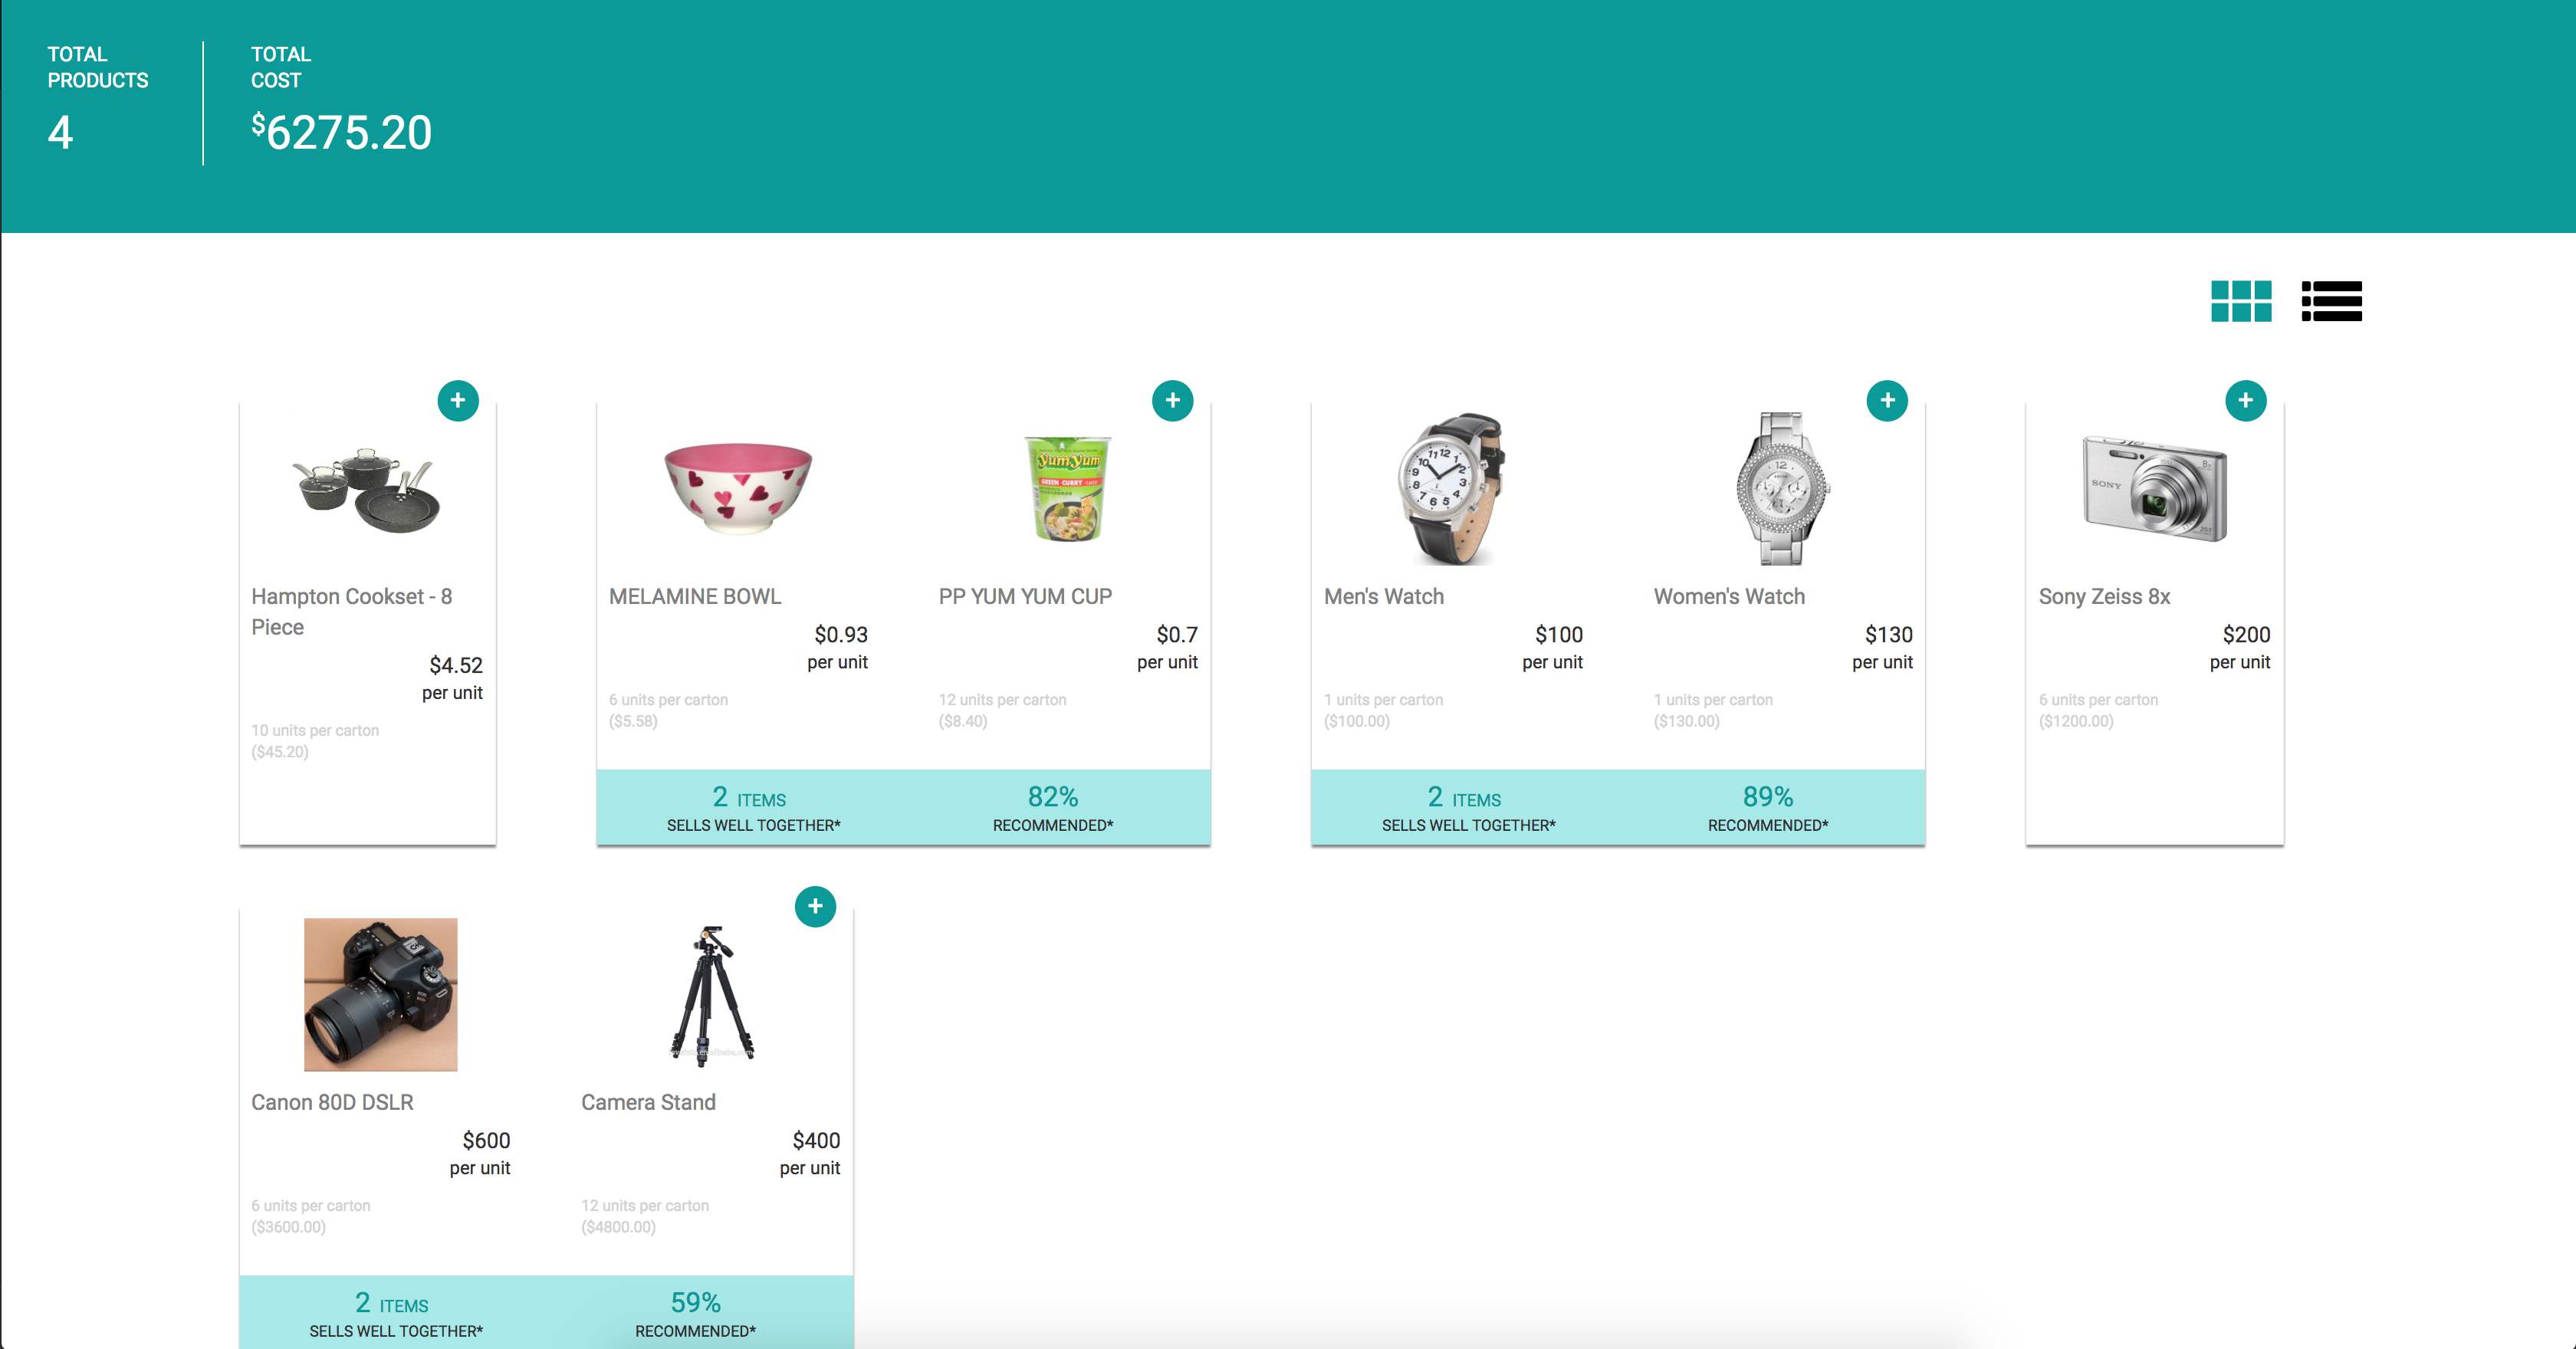 TOTAL
PRODUCTS
4
TOTAL
COST
$6275.20
SONY
8x
YumYum
GREEN CURRY
Hampton Cookset - 8
Piece
$4.52
per unit
10 units per carton
($45.20)
MELAMINE BOWL
$0.93
per unit
6 units per carton
($5.58)
PP YUM YUM CUP
$0.7
per unit
12 units per carton
($8.40)
2 ITEMS
SELLS WELL TOGETHER*
82%
RECOMMENDED*
Men's Watch
$100
per unit
1 units per carton
($100.00)
Women's Watch
$130
per unit
1 units per carton
($130.00)
2 ITEMS
SELLS WELL TOGETHER*
89%
RECOMMENDED*
Sony Zeiss 8x
$200
per unit
6 units per carton
($1200.00)
Canon 80D DSLR
$600
per unit
6 units per carton
($3600.00)
Camera Stand
$400
per unit
12 units per carton
($4800.00)
2 ITEMS
SELLS WELL TOGETHER*
59%
RECOMMENDED*